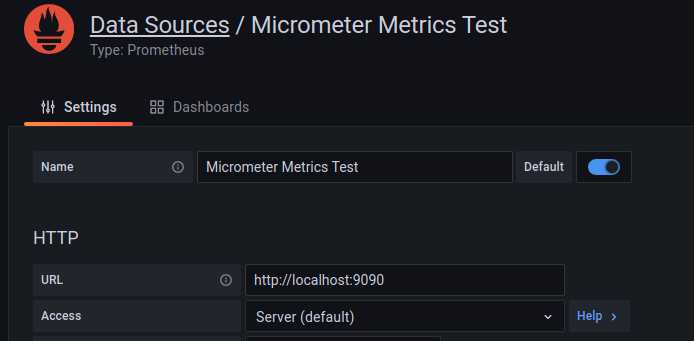 Data Sources / Micrometer Metrics Test
Type: Prometheus
Settings Dashboards
Name Micrometer Metrics Test Default
HTTP
URL http://localhost:9090
Access Server (default) Help